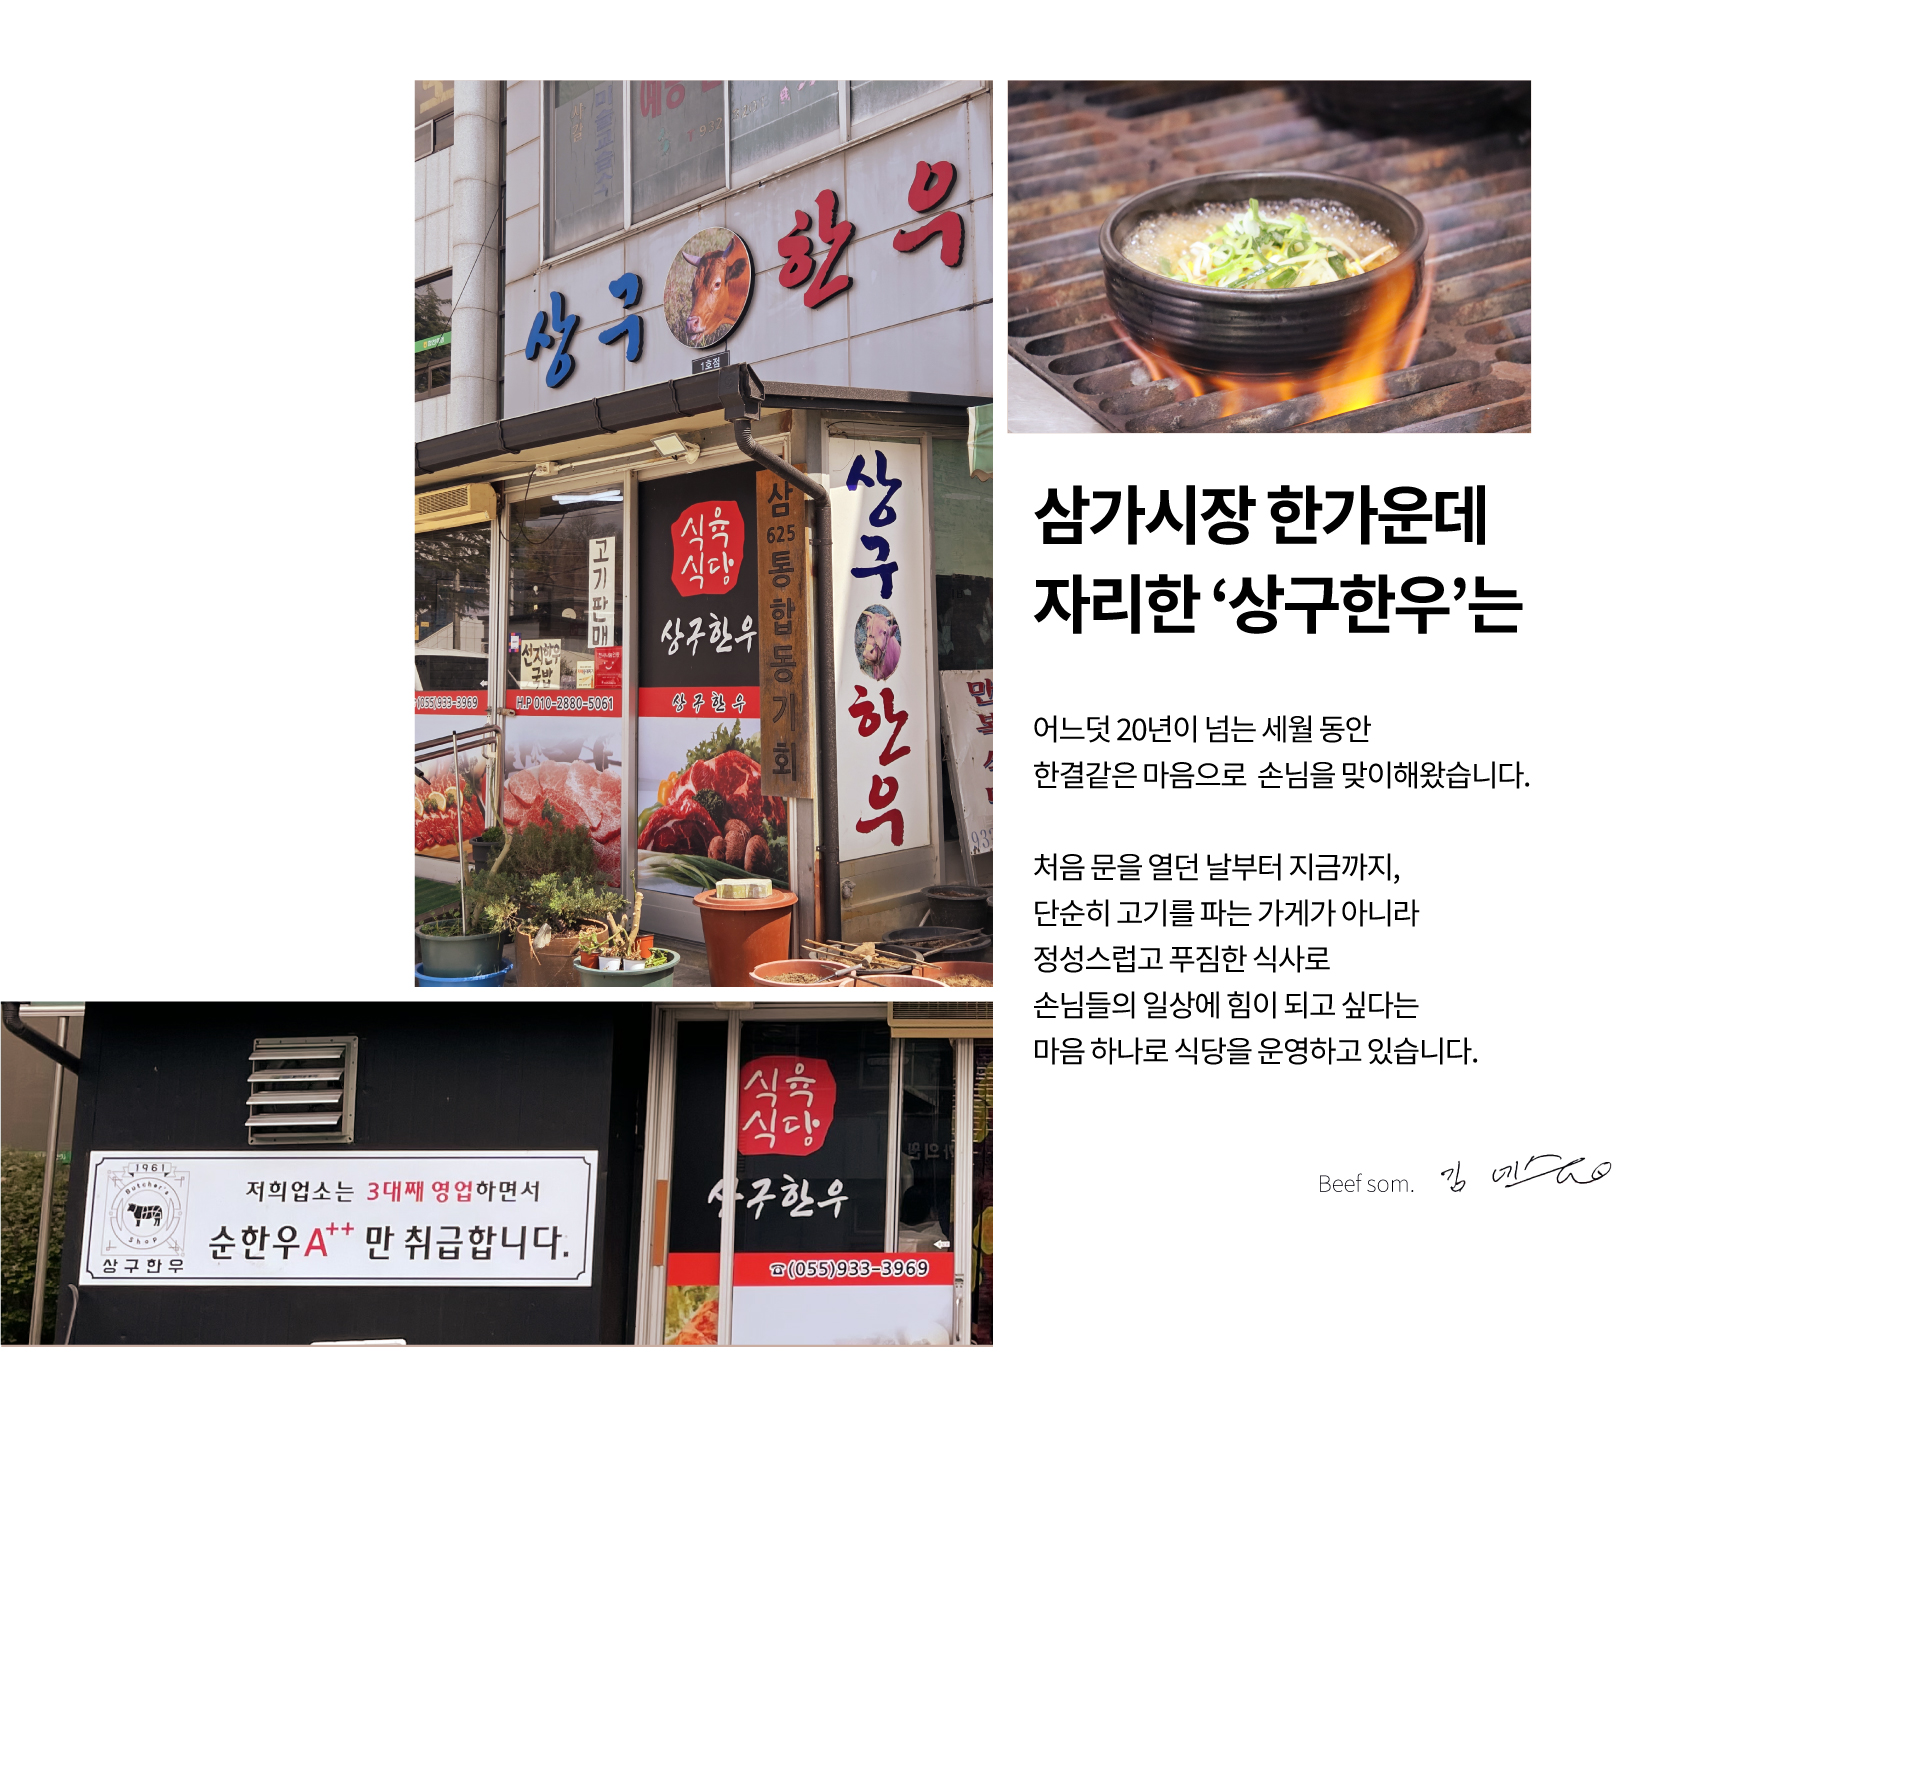 상구한우
1호점
고기판매
선지한우
국밥
식육
식당
상구한우
(055)933-3969
H.P 010-2880-5061
상구한우
삼625통합동기회
상구한우
삼가시장 한가운데
자리한 ‘상구한우’는
어느덧 20년이 넘는 세월 동안
한결같은 마음으로 손님을 맞이해왔습니다.
처음 문을 열던 날부터 지금까지,
단순히 고기를 파는 가게가 아니라
정성스럽고 푸짐한 식사로
손님들의 일상에 힘이 되고 싶다는
마음 하나로 식당을 운영하고 있습니다.
Beef som.
1961
Butcher's
Shop
상구한우
저희업소는 3대째 영업하면서
순한우A++ 만 취급합니다.
식육
식당
상구한우
☎(055)933-3969